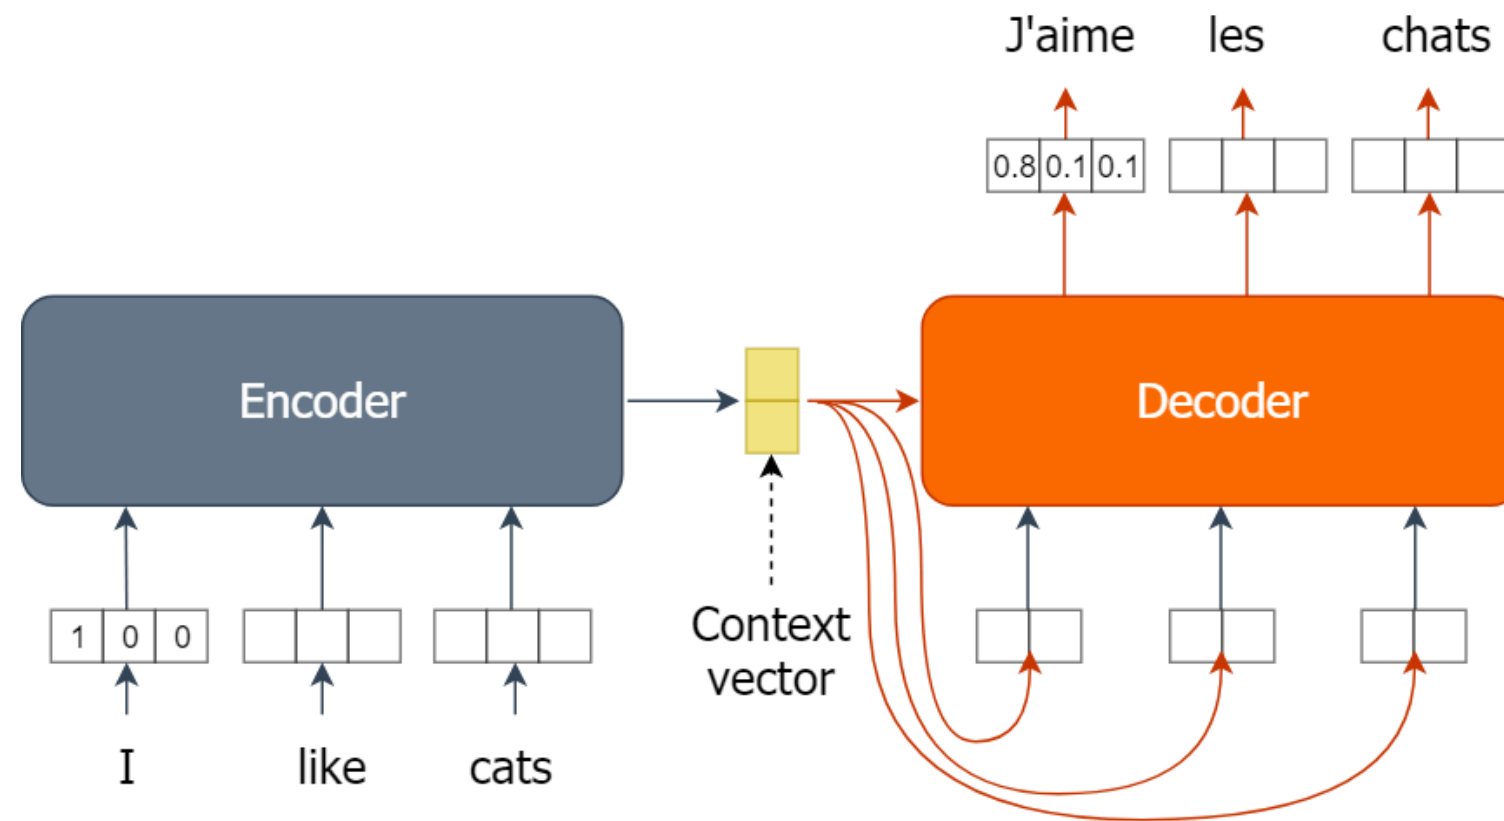 J'aime les chats
0.8 0.1 0.1
Encoder
Decoder
1 0 0
Context
vector
I like cats